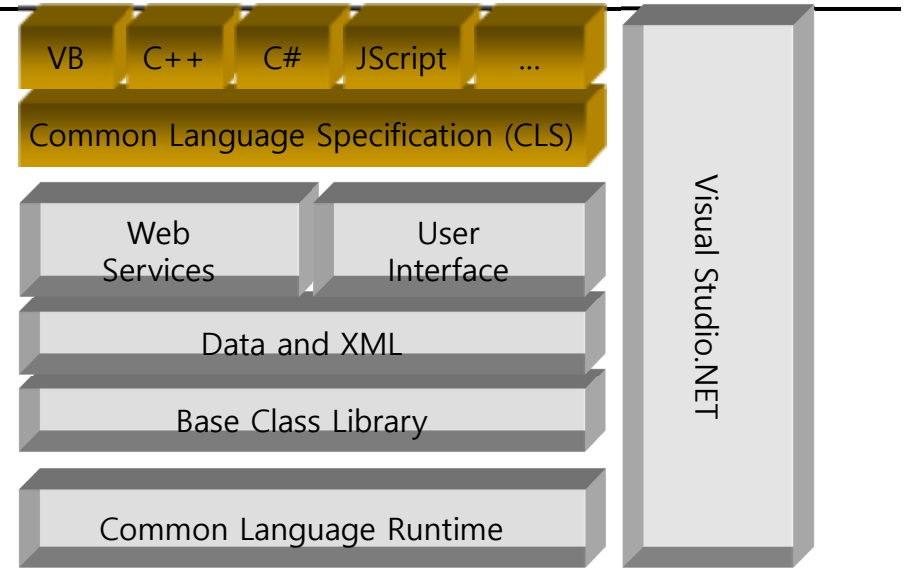 VB
C++
C#
JScript
...
Common Language Specification (CLS)
Web
Services
User
Interface
Data and XML
Base Class Library
Common Language Runtime
Visual Studio.NET